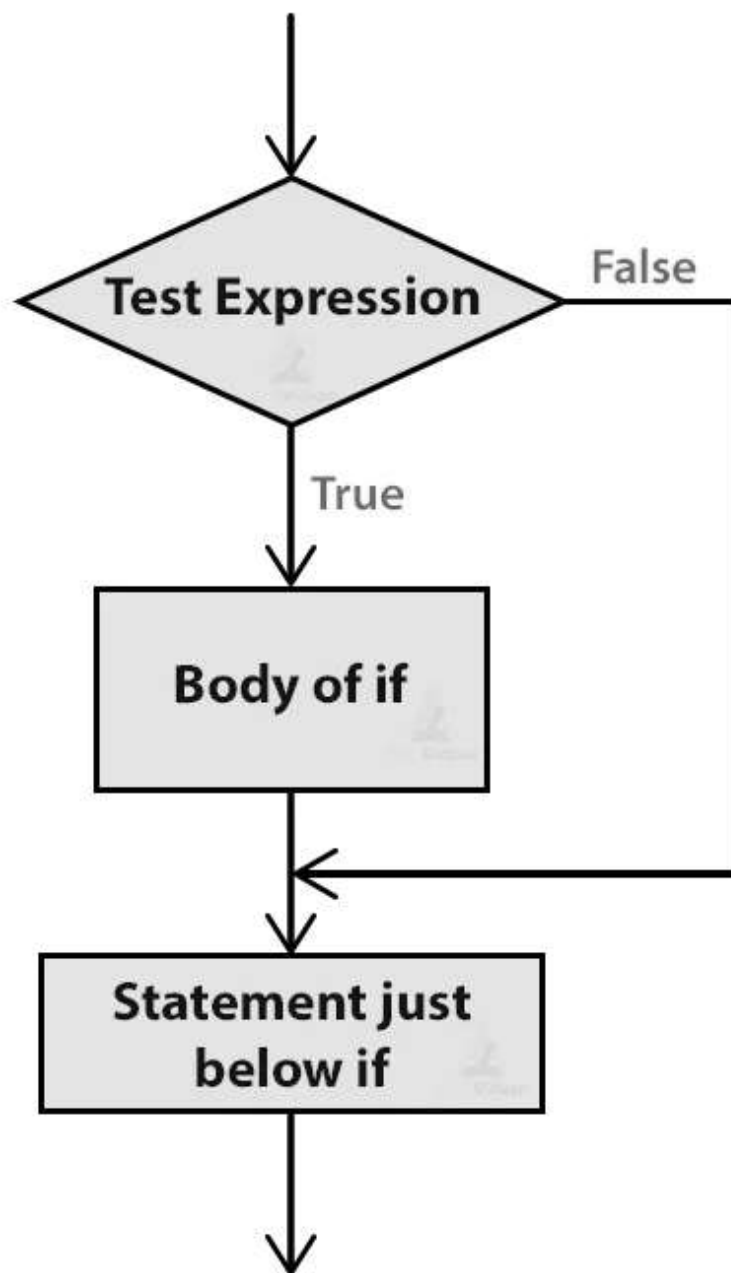 Test Expression
False
True
Body of if
Statement just
below if